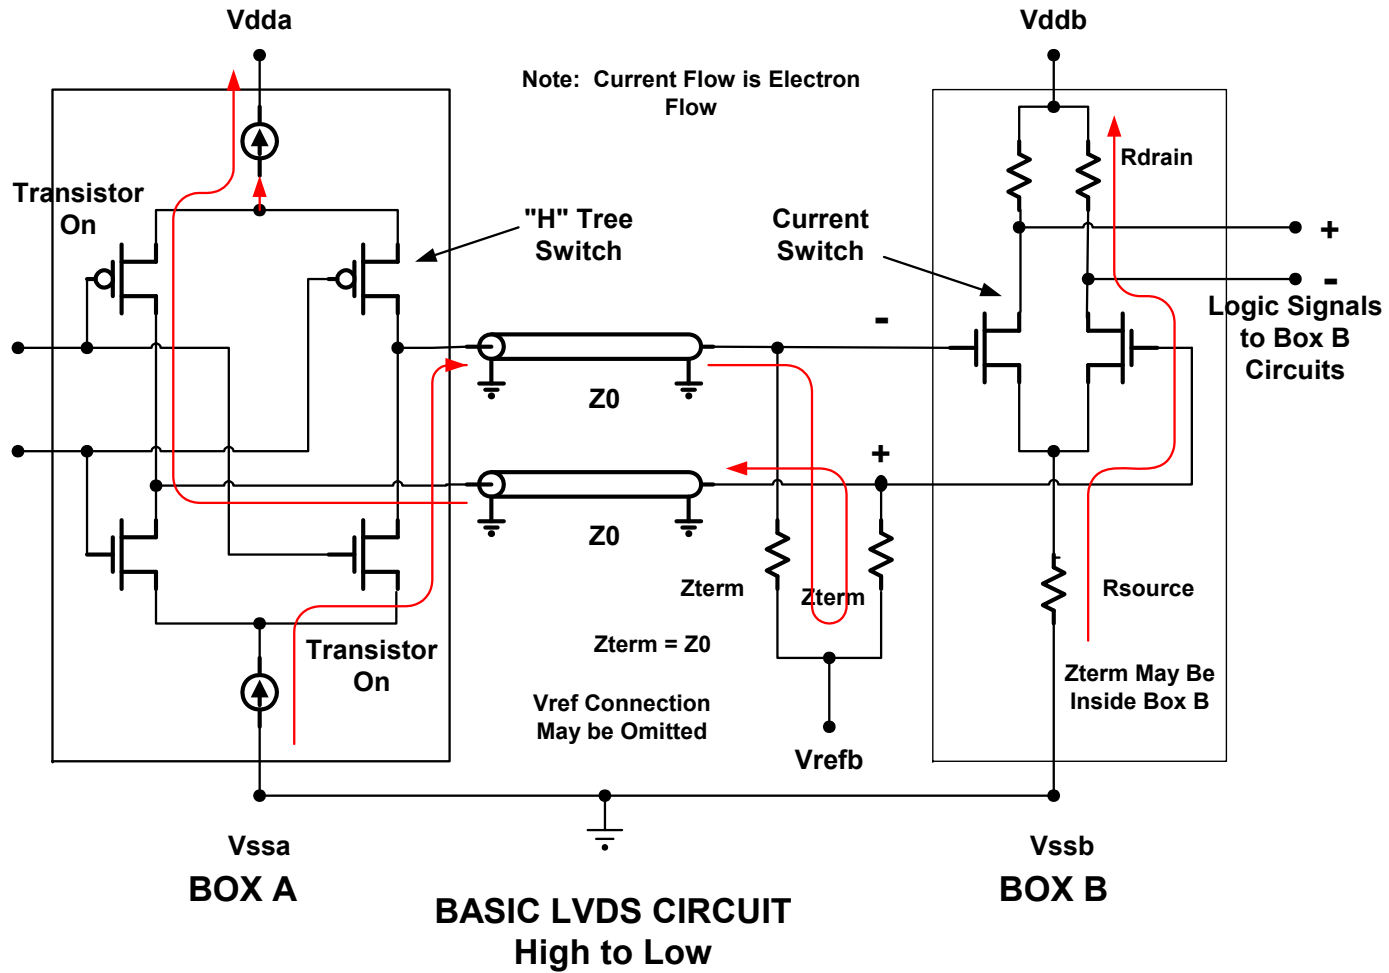 Vdda
Vddb
Note: Current Flow is Electron
Flow
Rdrain
Transistor
On
"H" Tree
Switch
Current
Switch
+
-
-
Logic Signals
to Box B
Circuits
Z0
+
Z0
Zterm
Zterm
Rsource
Zterm = Z0
Transistor
On
Zterm May Be
Inside Box B
Vref Connection
May be Omitted
Vrefb
Vssa
Vssb
BOX A
BOX B
BASIC LVDS CIRCUIT
High to Low